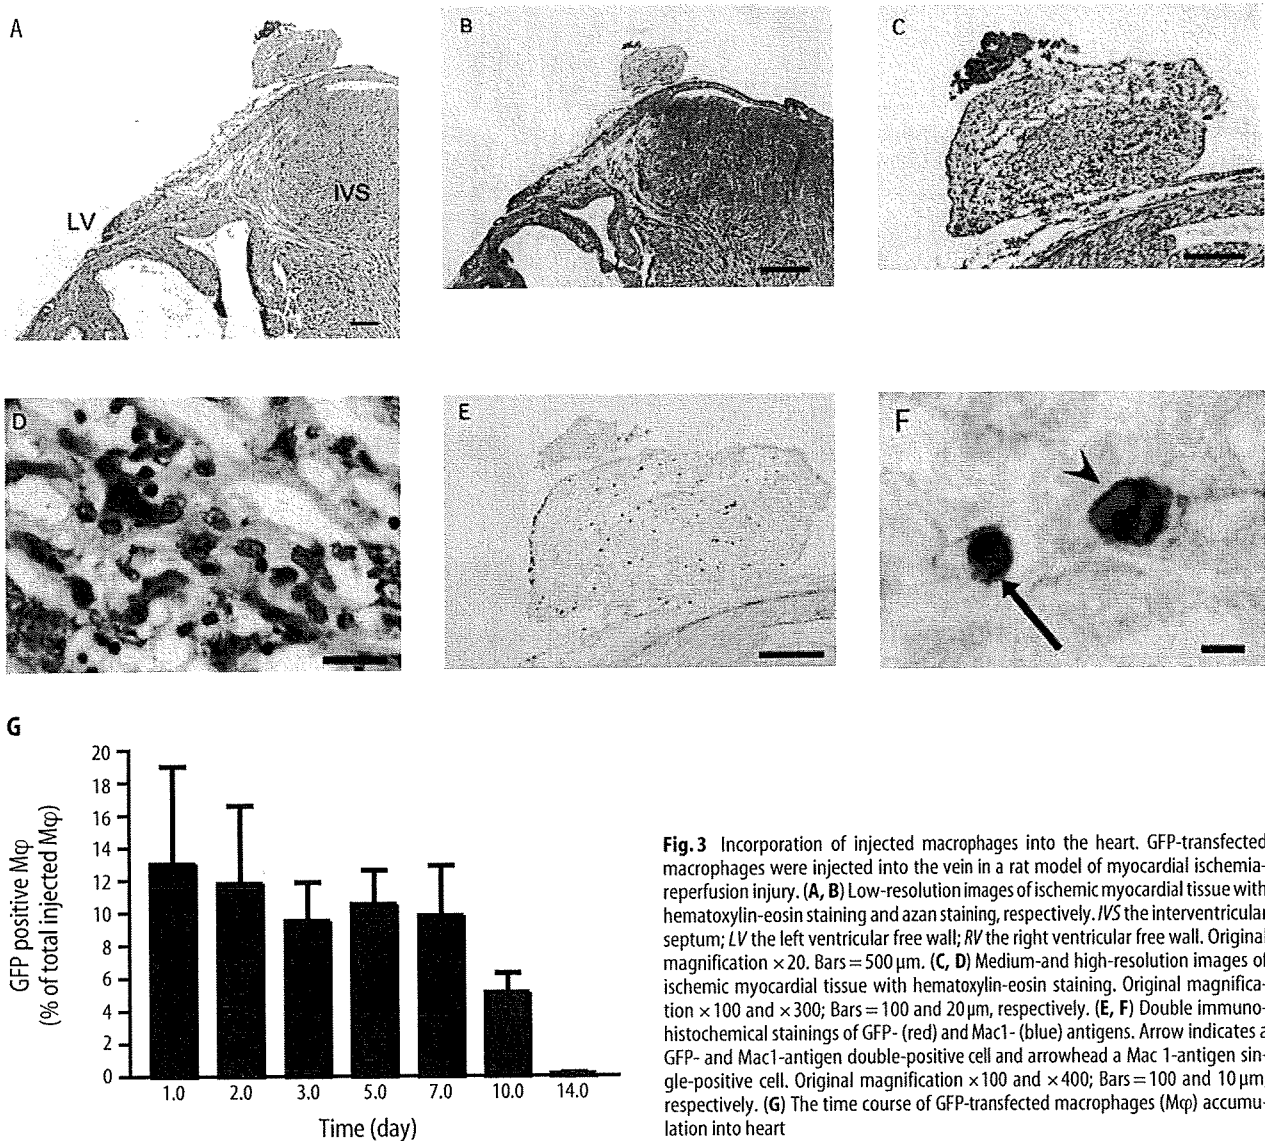 A
B
C
LV
IVS
D
E
F
G
GFP positive Mφ
(% of total injected Mφ)
20
18
16
14
12
10
8
6
4
2
0
1.0 2.0 3.0 5.0 7.0 10.0 14.0
Time (day)
Fig. 3 Incorporation of injected macrophages into the heart. GFP-transfected
macrophages were injected into the vein in a rat model of myocardial ischemia-
reperfusion injury. (A, B) Low-resolution images of ischemic myocardial tissue with
hematoxylin-eosin staining and azan staining, respectively. IVS the interventricular
septum; LV the left ventricular free wall; RV the right ventricular free wall. Original
magnification ×20. Bars = 500 µm. (C, D) Medium-and high-resolution images of
ischemic myocardial tissue with hematoxylin-eosin staining. Original magnifica-
tion ×100 and ×300; Bars = 100 and 20 µm, respectively. (E, F) Double immuno-
histochemical stainings of GFP- (red) and Mac1- (blue) antigens. Arrow indicates a
GFP- and Mac1-antigen double-positive cell and arrowhead a Mac 1-antigen sin-
gle-positive cell. Original magnification ×100 and ×400; Bars = 100 and 10 µm,
respectively. (G) The time course of GFP-transfected macrophages (Mφ) accumu-
lation into heart